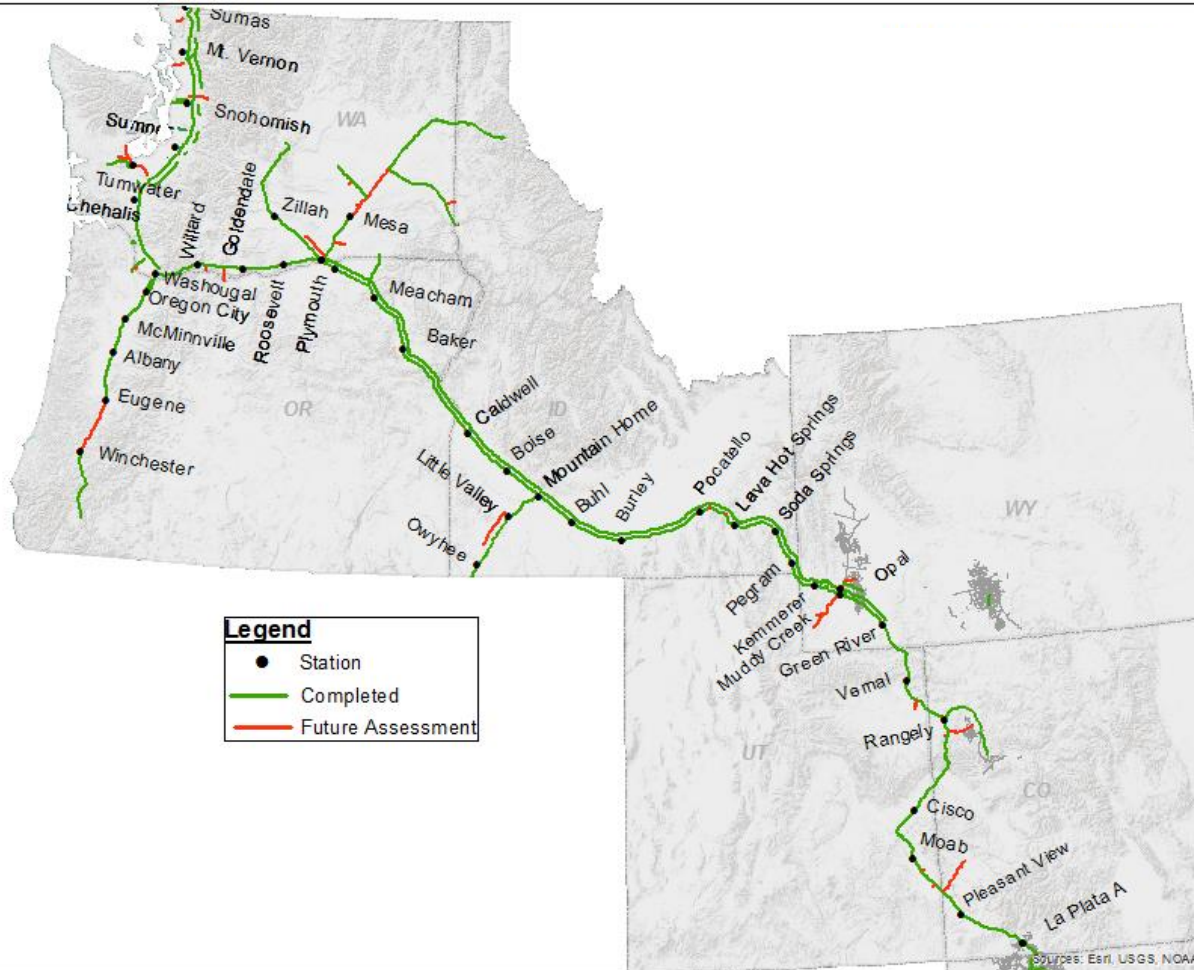 Sumas
Mt. Vernon
Snohomish
WA
Tumwater
Chehalis
Willard
Goldendale
Zillah
Mesa
Washougal
Oregon City
Roosevelt
Plymouth
Meacham
McMinnville
Baker
Albany
Eugene
OR
Caldwell
ID
Winchester
Boise
Mountain Home
Little Valley
Buhl
Burley
Pocatello
Lava Hot Springs
Soda Springs
WY
Owyhee
Pegram
Opal
Kemmerer
Muddy Creek
Green River
Legend
Station
Completed
Future Assessment
Vernal
Rangely
UT
CO
Cisco
Moab
Pleasant View
La Plata A
Sources: Esri, USGS, NOAA